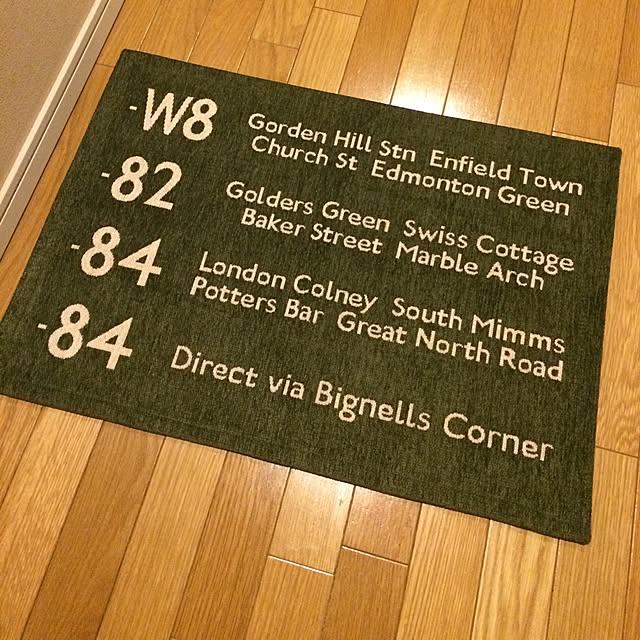 -W8
Gorden Hill Stn Enfield Town
Church St Edmonton Green
-82
Golders Green Swiss Cottage
Baker Street Marble Arch
-84
London Colney South Mimms
Potters Bar Great North Road
-84
Direct via Bignells Corner